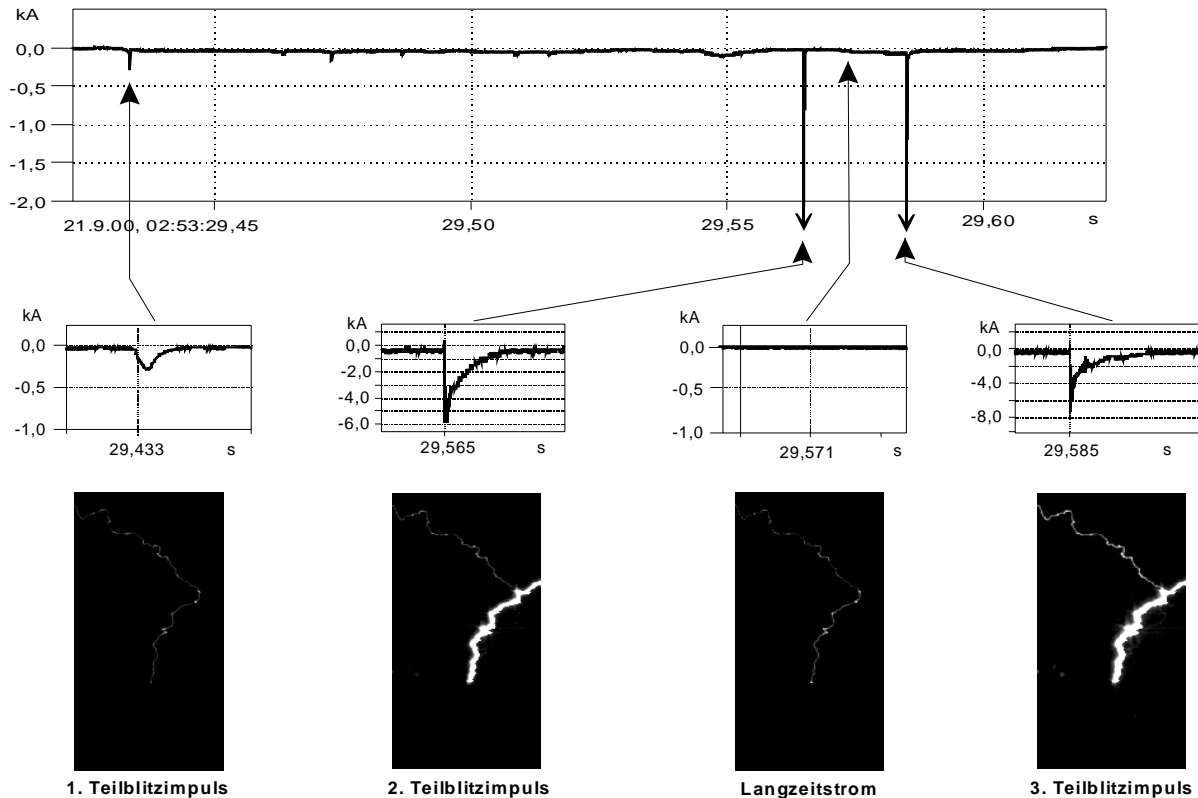 kA
0,0
-0,5
-1,0
-1,5
-2,0
21.9.00, 02:53:29,45 29,50 29,55 29,60 s
kA
0,0
-0,5
-1,0
29,433 s
kA
0,0
-2,0
-4,0
-6,0
29,565 s
kA
0,0
-0,5
-1,0
29,571 s
kA
0,0
-4,0
-8,0
29,585 s
1. Teilblitzimpuls
2. Teilblitzimpuls
Langzeitstrom
3. Teilblitzimpuls